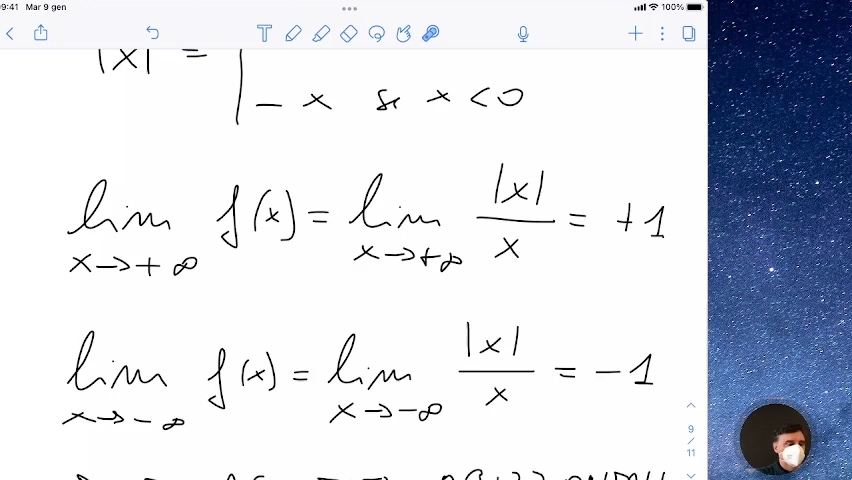 9:41 Mar 9 gen 100%
|x| =
- x se x < 0
lim x→+∞ f(x) = lim x→+∞ |x|/x = +1
lim x→-∞ f(x) = lim x→-∞ |x|/x = -1
9
/
11